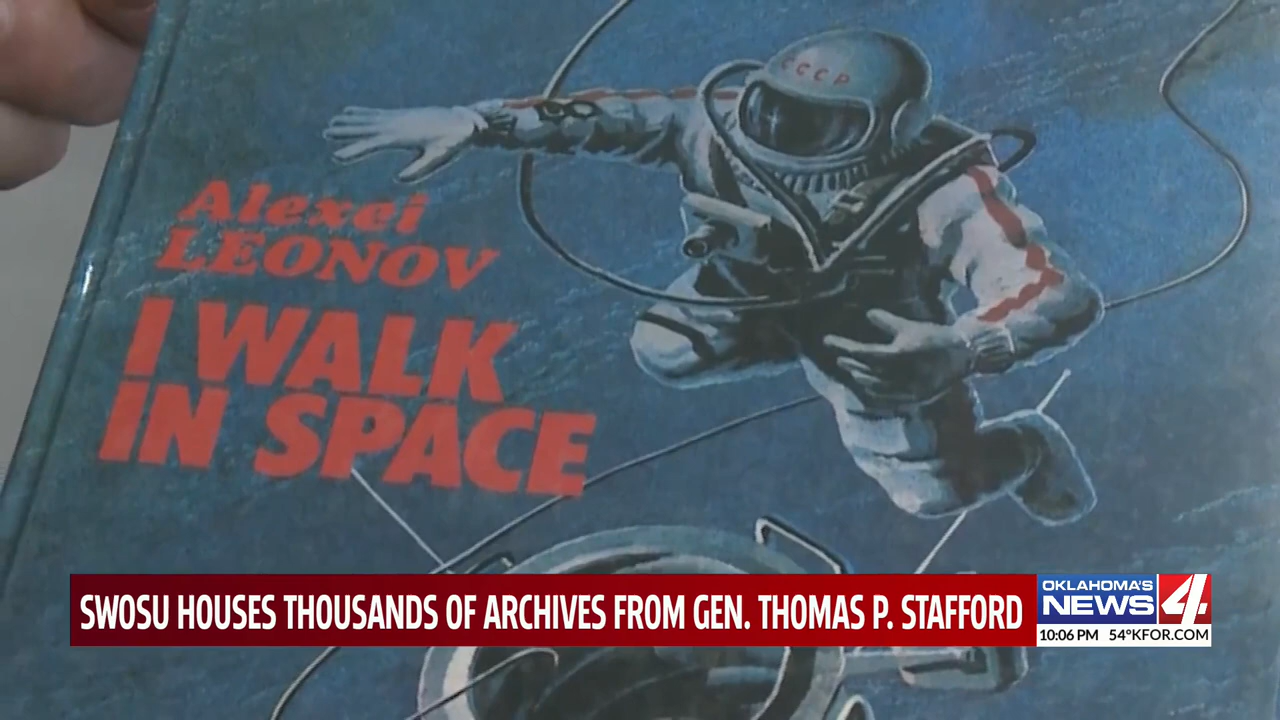 CCCP
Alexei
LEONOV
I WALK
IN SPACE
SWOSU HOUSES THOUSANDS OF ARCHIVES FROM GEN. THOMAS P. STAFFORD
OKLAHOMA'S
NEWS 4
10:06 PM 54°KFOR.COM